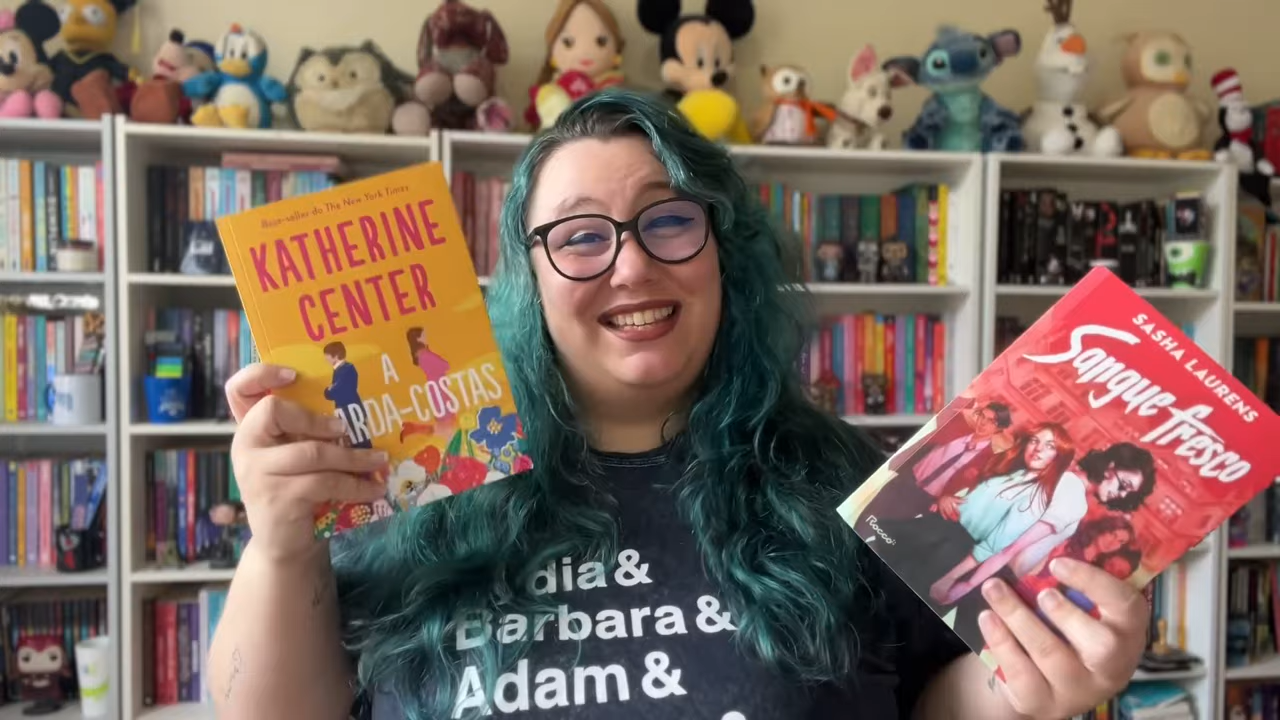 Best-seller do The New York Times
KATHERINE
CENTER
A
ARDA-COSTAS
SASHA LAURENS
Sangue fresco
Rocco
dia &
Barbara &
Adam &